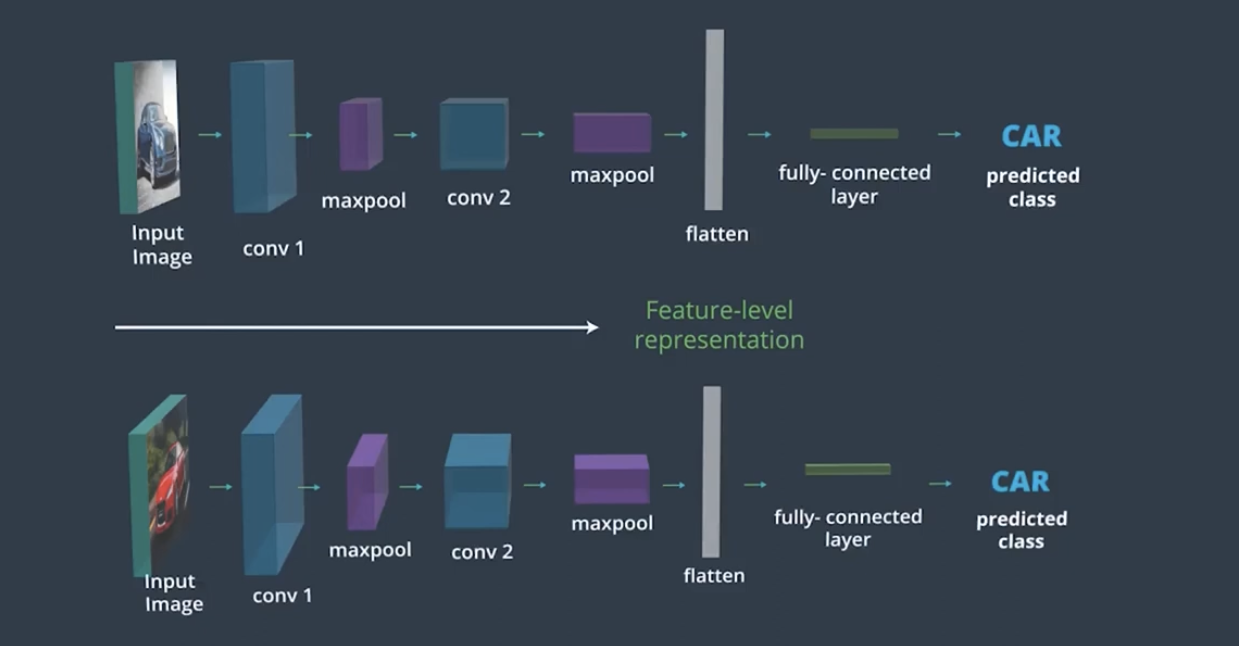 CAR
fully- connected
layer
predicted
class
maxpool
maxpool
conv 2
flatten
Input
Image
conv 1
Feature-level
representation
CAR
fully- connected
layer
predicted
class
maxpool
maxpool
conv 2
flatten
Input
Image
conv 1